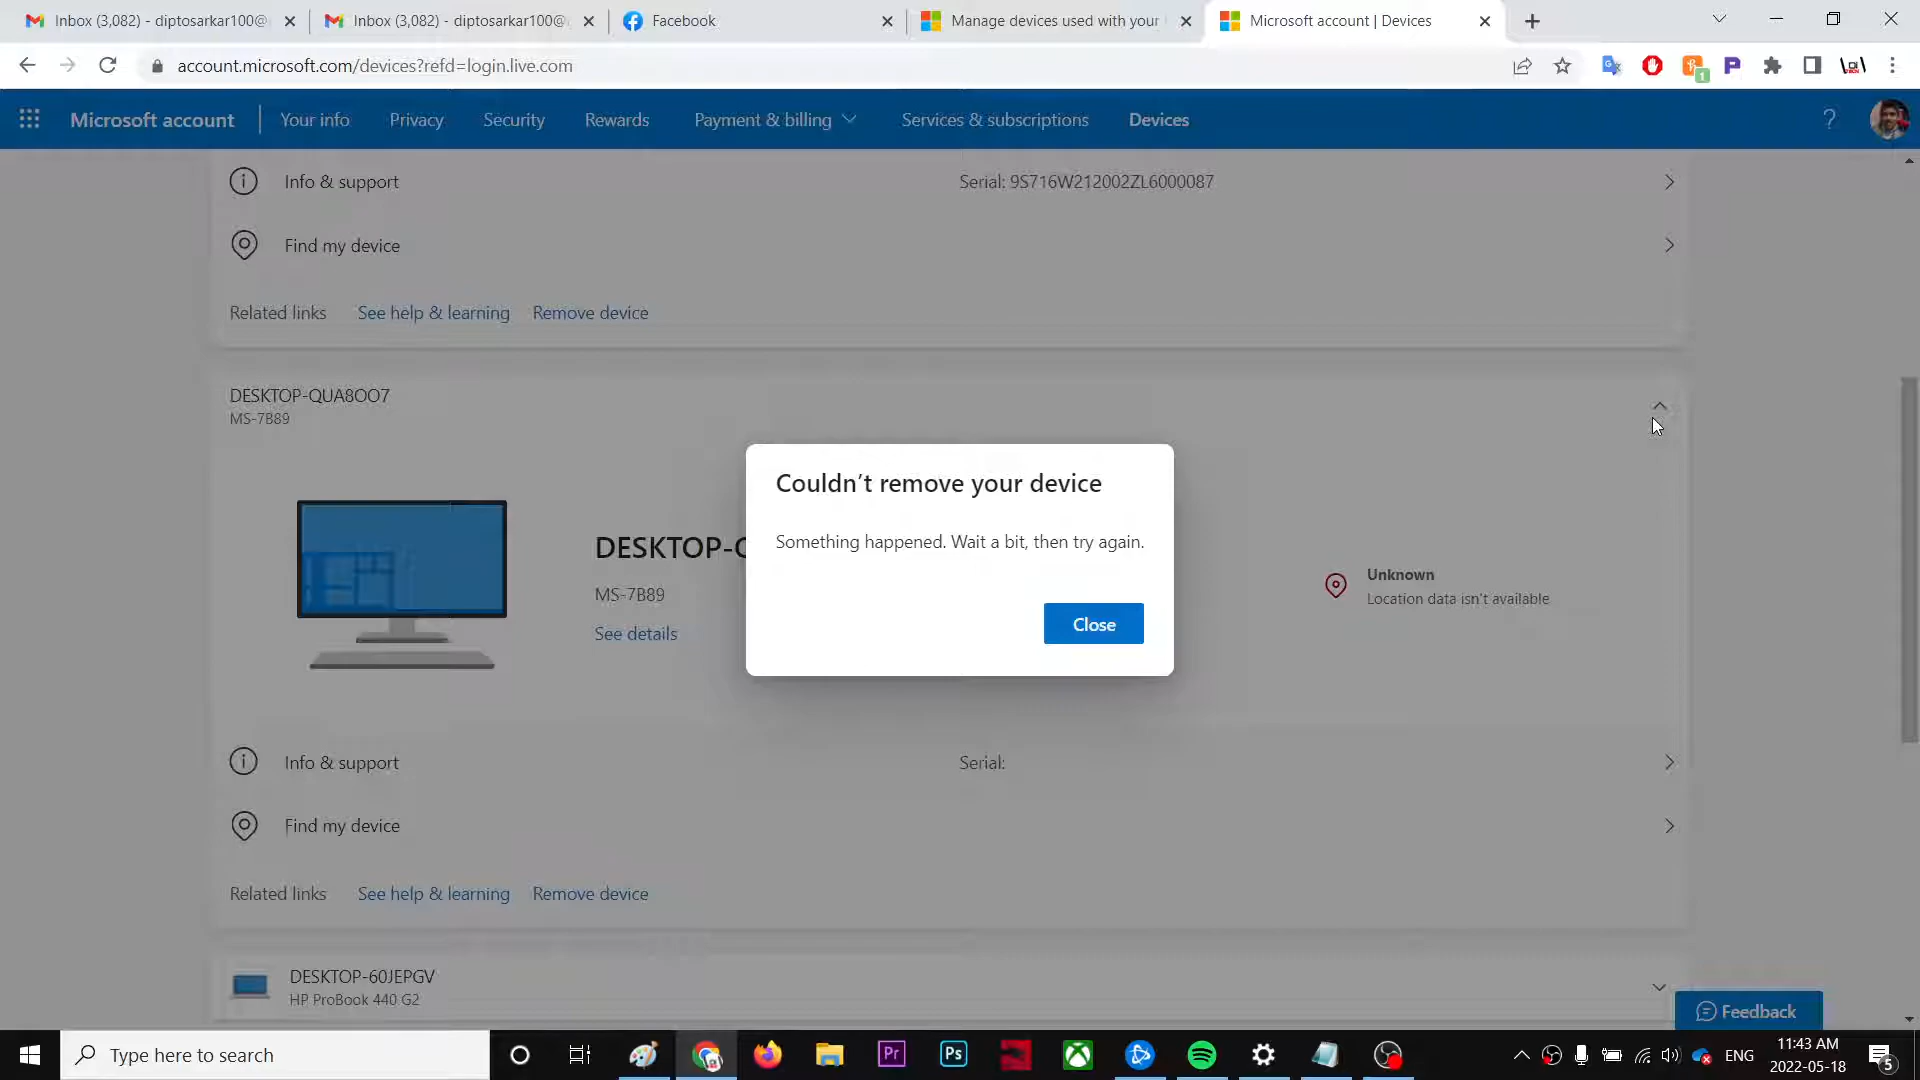 Inbox (3,082) - diptosarkar100@
Inbox (3,082) - diptosarkar100@
Facebook
Manage devices used with your
Microsoft account | Devices
account.microsoft.com/devices?refd=login.live.com
1
Microsoft account
Your info
Privacy
Security
Rewards
Payment & billing
Services & subscriptions
Devices
?
Info & support
Serial: 9S716W212002ZL6000087
Find my device
Related links
See help & learning
Remove device
DESKTOP-QUA8OO7
MS-7B89
DESKTOP-Q
MS-7B89
See details
Couldn’t remove your device
Something happened. Wait a bit, then try again.
Close
Unknown
Location data isn't available
Info & support
Serial:
Find my device
Related links
See help & learning
Remove device
DESKTOP-60JEPGV
HP ProBook 440 G2
Feedback
Type here to search
Pr
Ps
ENG
11:43 AM
2022-05-18
5